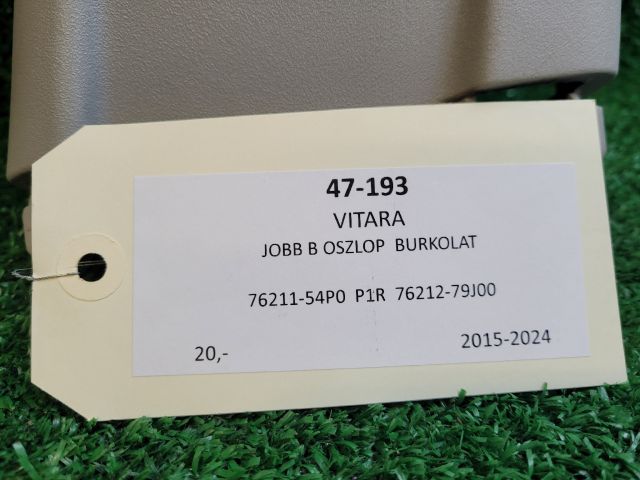 47-193
VITARA
JOBB B OSZLOP BURKOLAT
76211-54P0 P1R 76212-79J00
20,- 2015-2024